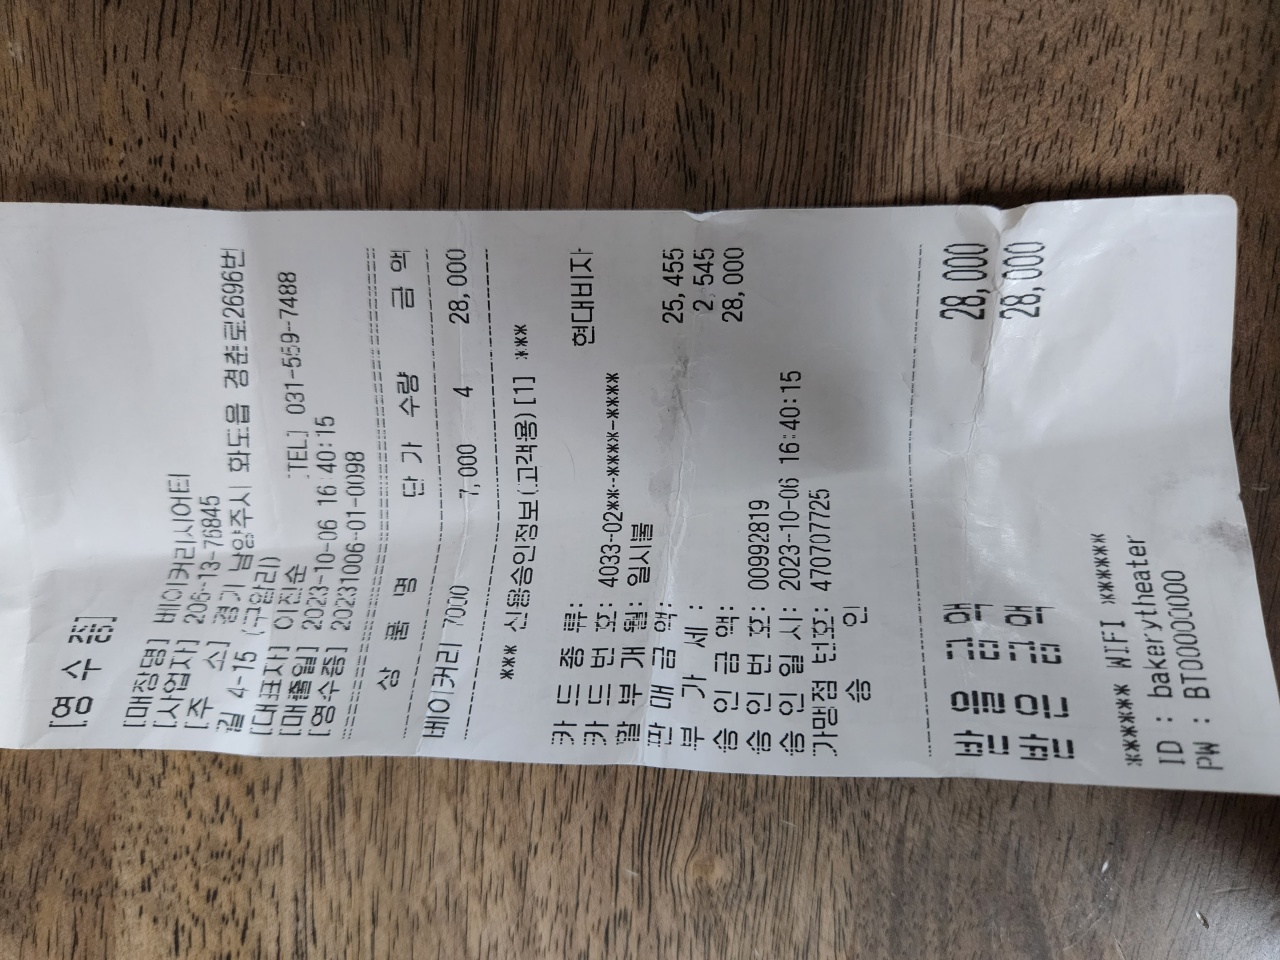 [영 수 증]
[매장명] 베이커리시어터
[사업자] 206-13-76845
[주 소] 경기 남양주시 화도읍 경춘로2696번
길 4-15 (구암리)
[대표자] 이진순 [TEL] 031-559-7488
[매출일] 2023-10-06 16:40:15
[영수증] 20231006-01-0098
========================================
상 품 명 단 가 수량 금 액
----------------------------------------
베이커리 7000 7,000 4 28,000
----------------------------------------
*** 신용승인정보(고객용) [1] ***
카 드 종 류: 현대비자
카 드 번 호: 4033-02**-****-****
할 부 개 월: 일시불
판 매 금 액: 25,455
부 가 세 : 2,545
승 인 금 액: 28,000
승 인 번 호: 00992819
승 인 일 시: 2023-10-06 16:40:15
가맹점 번호: 470707725
승 인
----------------------------------------
받을금액 28,000
받은금액 28,000
****** WIFI ******
ID : bakerytheater
PW : BT00000000